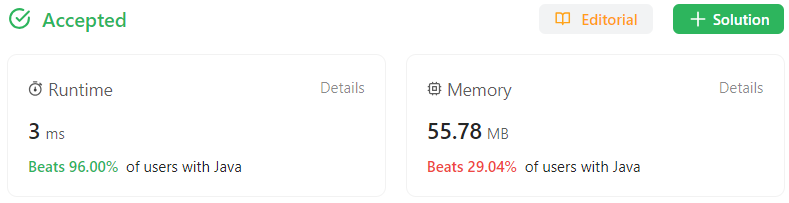 Accepted
Editorial
Solution
Runtime
Details
3 ms
Beats 96.00% of users with Java
Memory
Details
55.78 MB
Beats 29.04% of users with Java